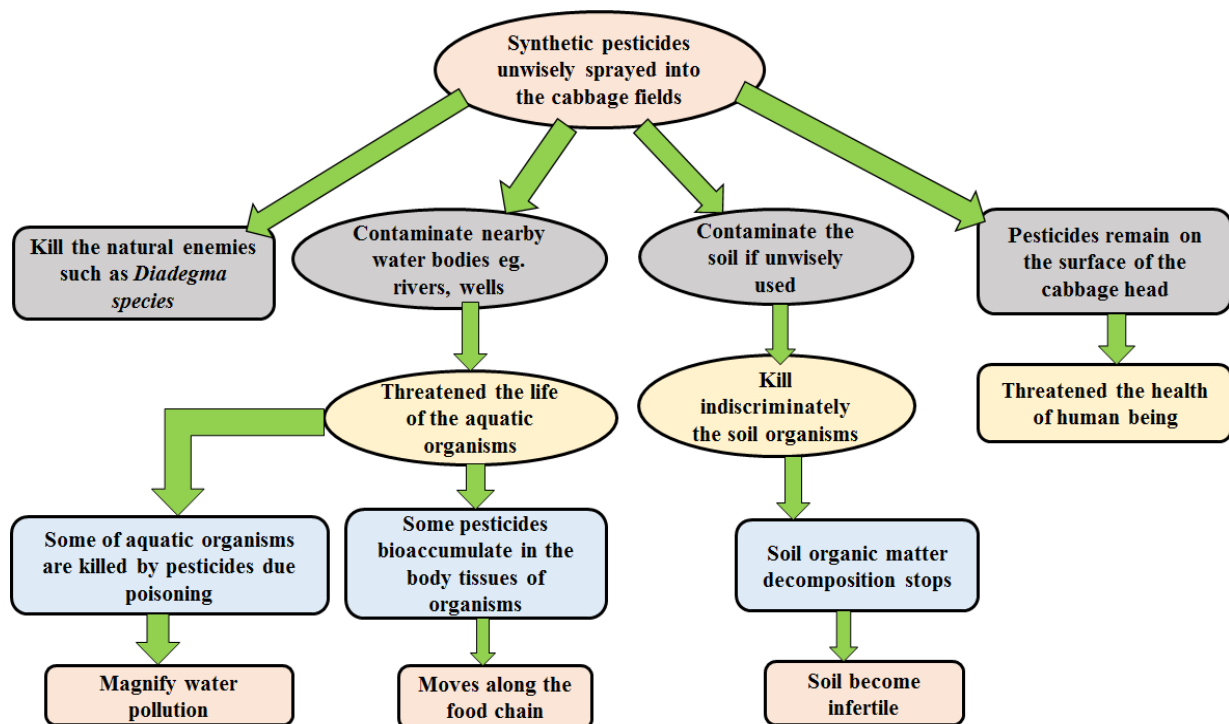 Synthetic pesticides
unwisely sprayed into
the cabbage fields
Kill the natural enemies
such as Diadegma
species
Contaminate nearby
water bodies eg.
rivers, wells
Contaminate the
soil if unwisely
used
Pesticides remain on
the surface of the
cabbage head
Threatened the life
of the aquatic
organisms
Kill
indiscriminately
the soil organisms
Threatened the health
of human being
Some of aquatic organisms
are killed by pesticides due
poisoning
Some pesticides
bioaccumulate in the
body tissues of
organisms
Soil organic matter
decomposition stops
Magnify water
pollution
Moves along the
food chain
Soil become
infertile